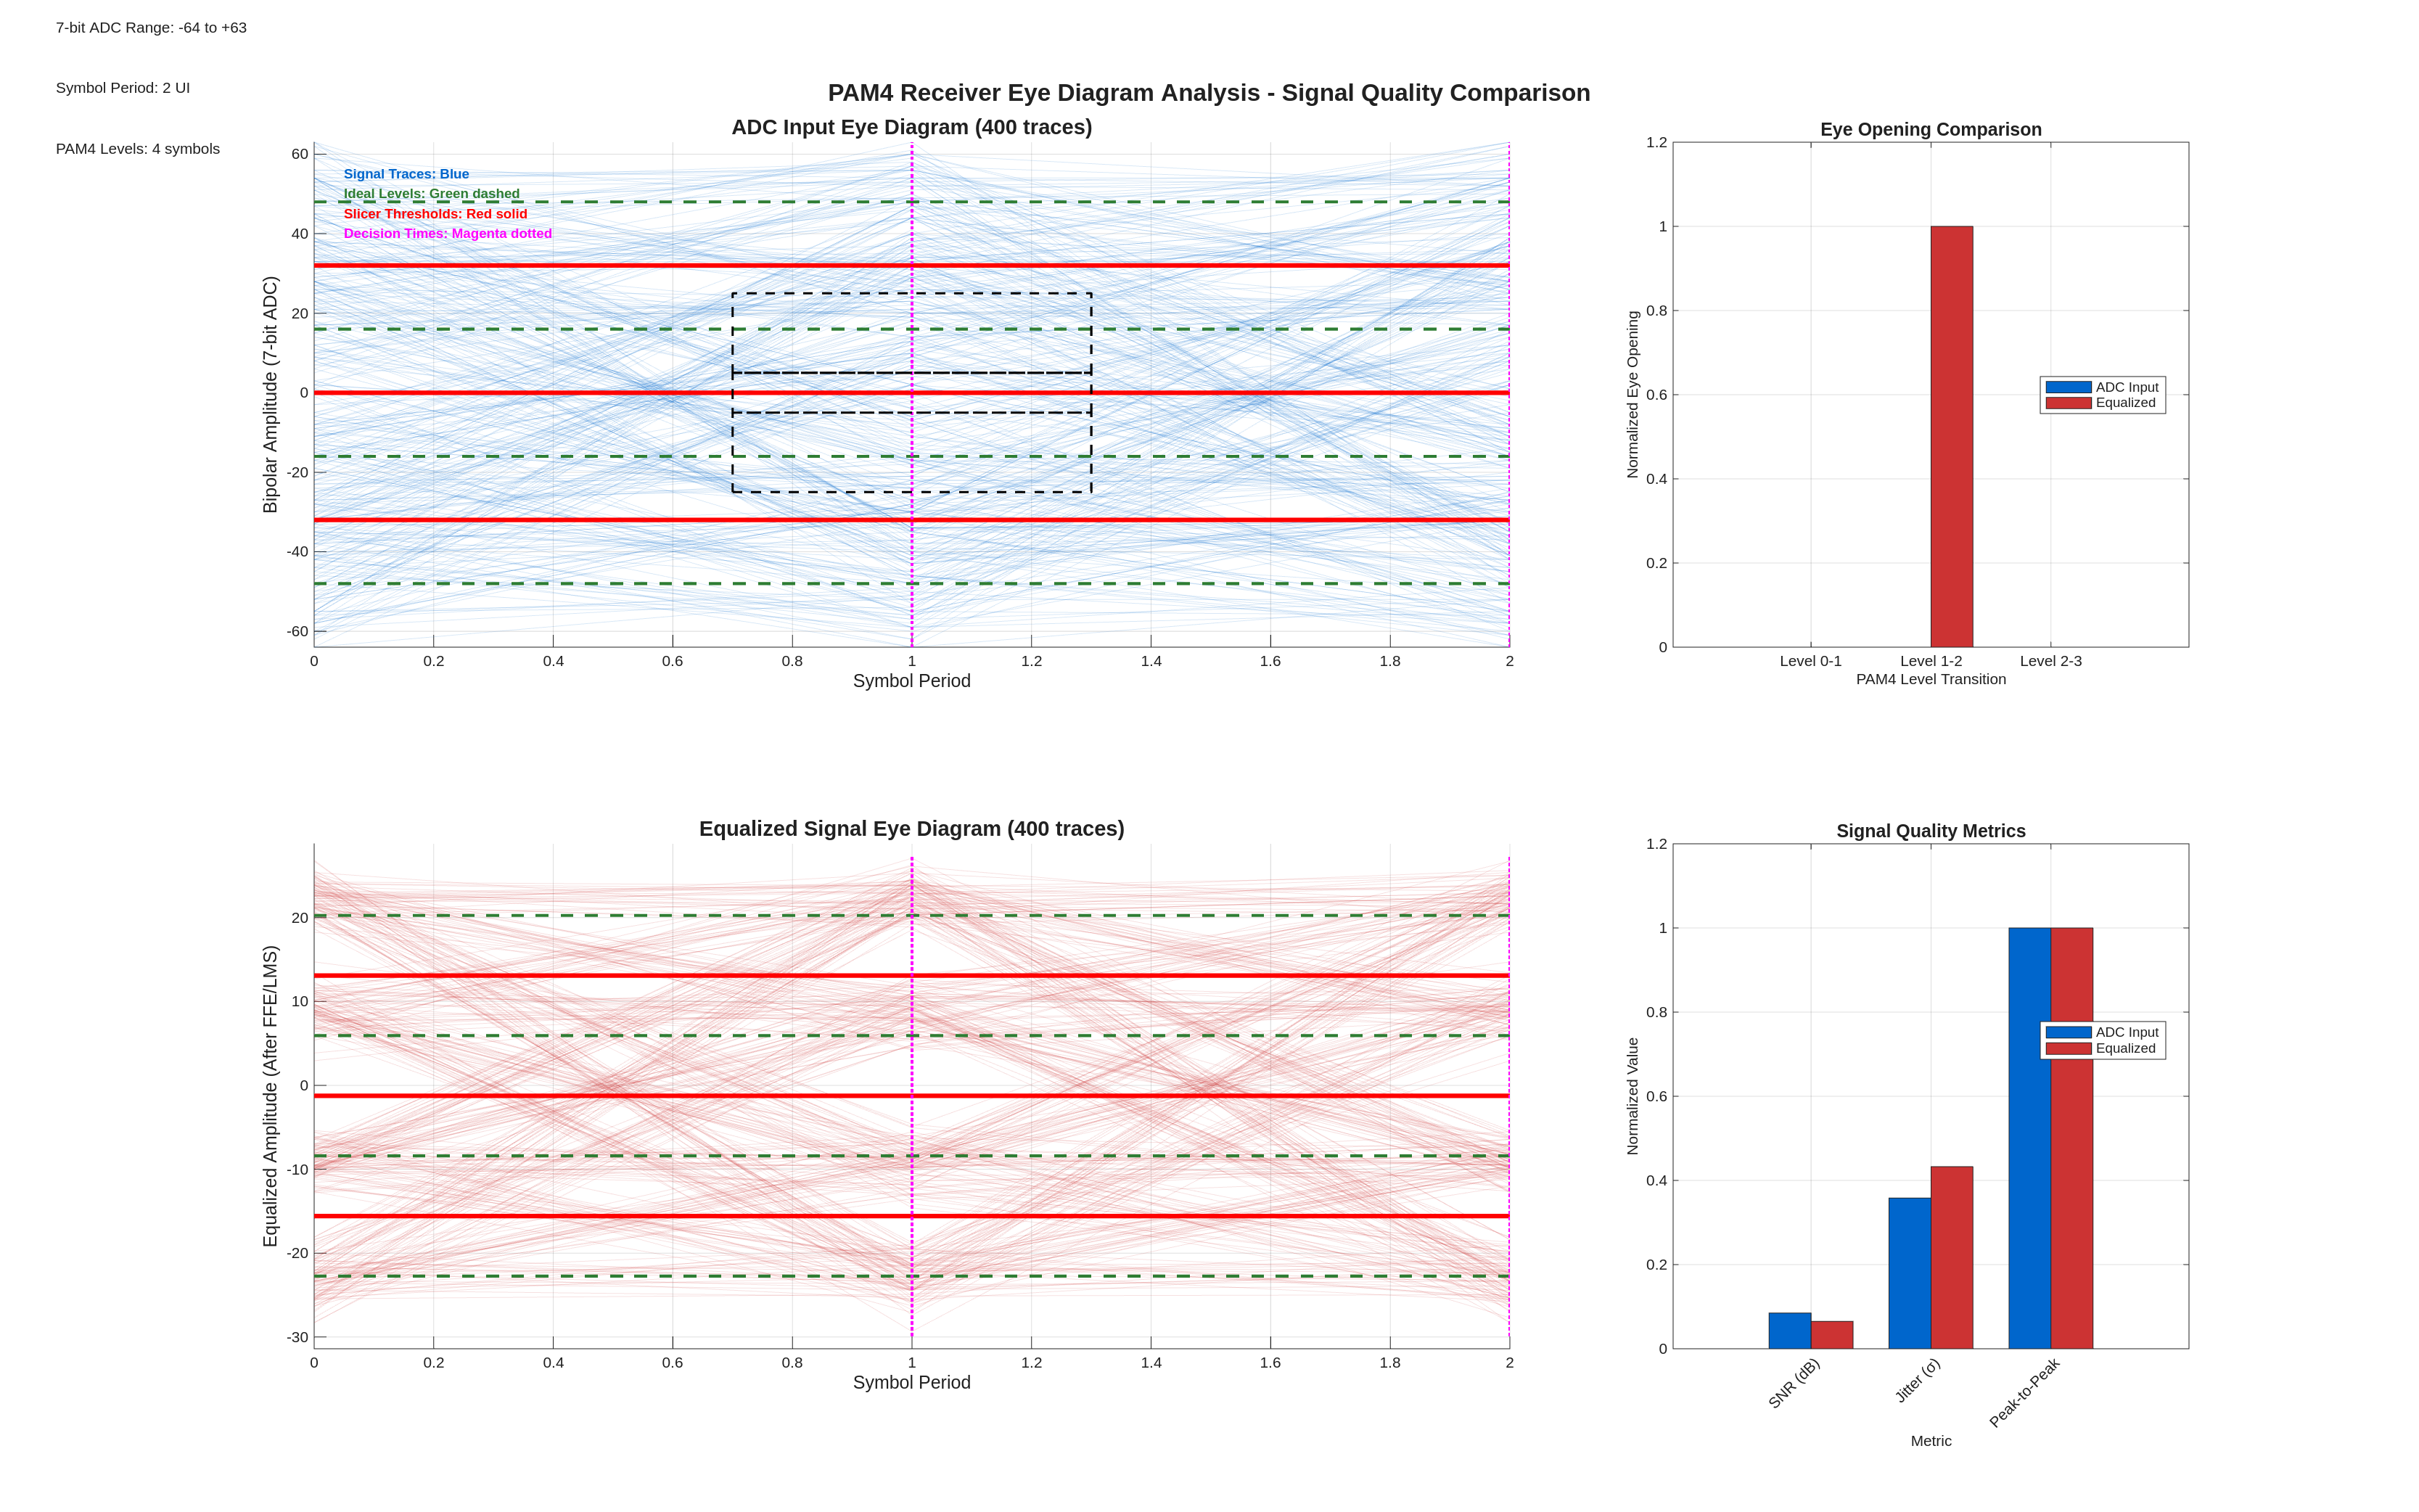 7-bit ADC Range: -64 to +63
Symbol Period: 2 UI
PAM4 Levels: 4 symbols
PAM4 Receiver Eye Diagram Analysis - Signal Quality Comparison
ADC Input Eye Diagram (400 traces)
Signal Traces: Blue
Ideal Levels: Green dashed
Slicer Thresholds: Red solid
Decision Times: Magenta dotted
Bipolar Amplitude (7-bit ADC)
60
40
20
0
-20
-40
-60
0 0.2 0.4 0.6 0.8 1 1.2 1.4 1.6 1.8 2
Symbol Period
Eye Opening Comparison
Normalized Eye Opening
1.2
1
0.8
0.6
0.4
0.2
0
ADC Input
Equalized
Level 0-1 Level 1-2 Level 2-3
PAM4 Level Transition
Equalized Signal Eye Diagram (400 traces)
Equalized Amplitude (After FFE/LMS)
20
10
0
-10
-20
-30
0 0.2 0.4 0.6 0.8 1 1.2 1.4 1.6 1.8 2
Symbol Period
Signal Quality Metrics
Normalized Value
1.2
1
0.8
0.6
0.4
0.2
0
ADC Input
Equalized
SNR (dB)
Jitter (σ)
Peak-to-Peak
Metric